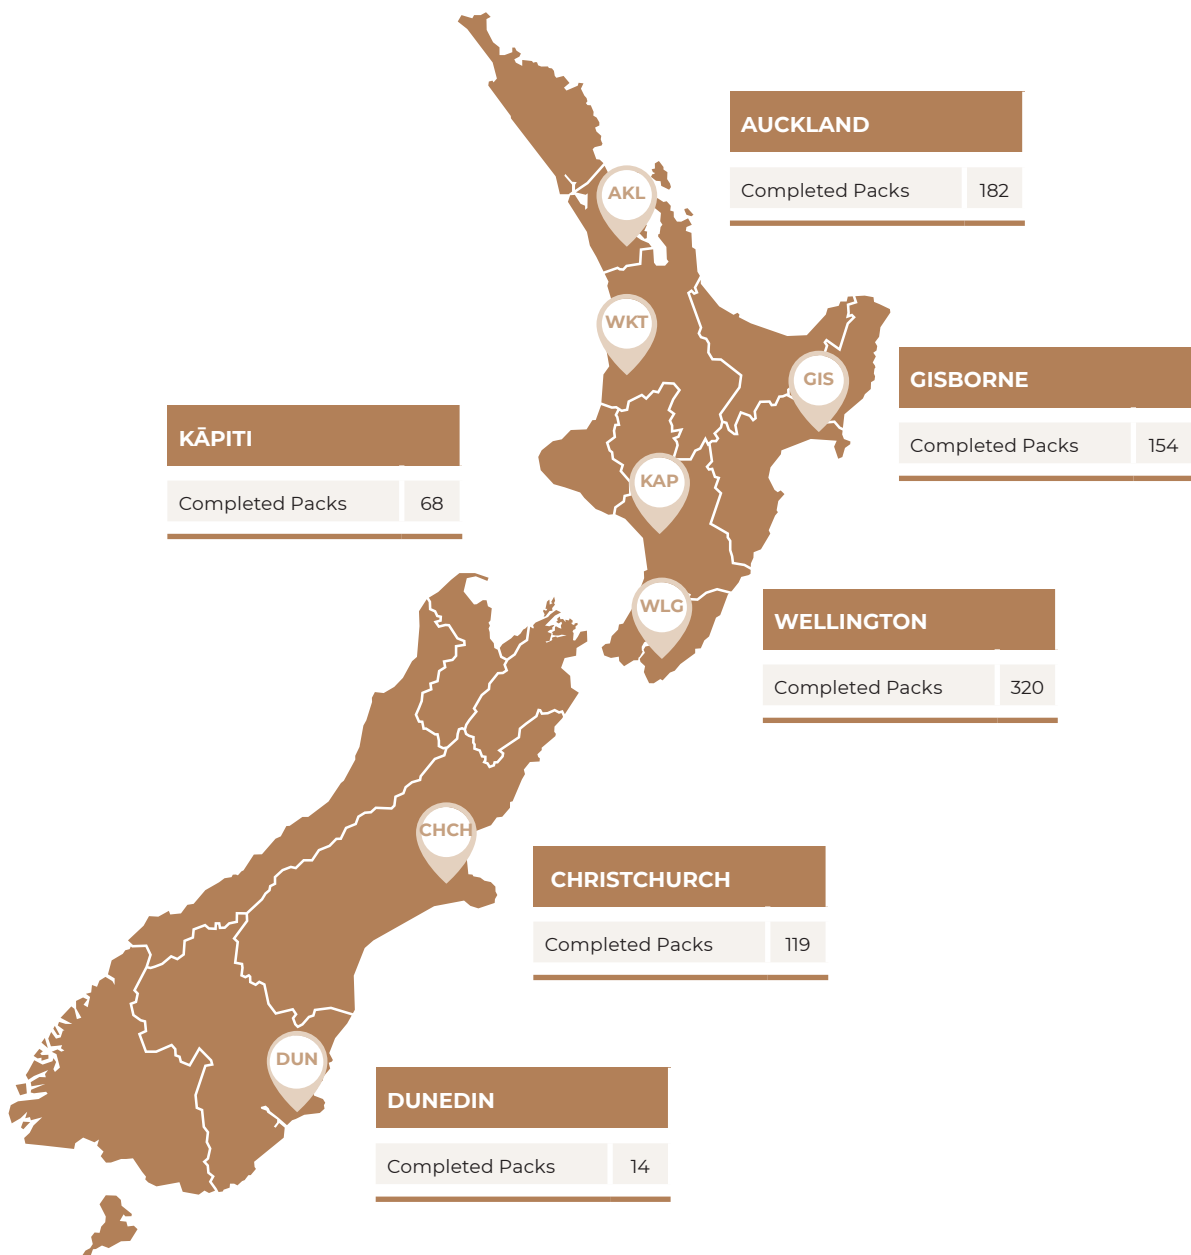 AUCKLAND
Completed Packs 182
AKL
WKT
GIS
GISBORNE
Completed Packs 154
KĀPITI
Completed Packs 68
KAP
WLG
WELLINGTON
Completed Packs 320
CHCH
CHRISTCHURCH
Completed Packs 119
DUN
DUNEDIN
Completed Packs 14